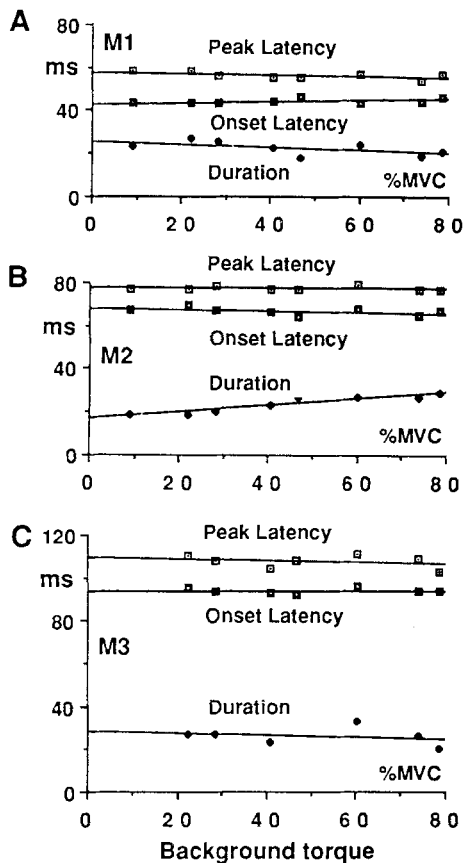 A
M1
80
ms
40
0
Peak Latency
Onset Latency
Duration
%MVC
0 20 40 60 80
B
M2
80
ms
40
0
Peak Latency
Onset Latency
Duration
%MVC
0 20 40 60 80
C
M3
120
ms
80
40
0
Peak Latency
Onset Latency
Duration
%MVC
0 20 40 60 80
Background torque